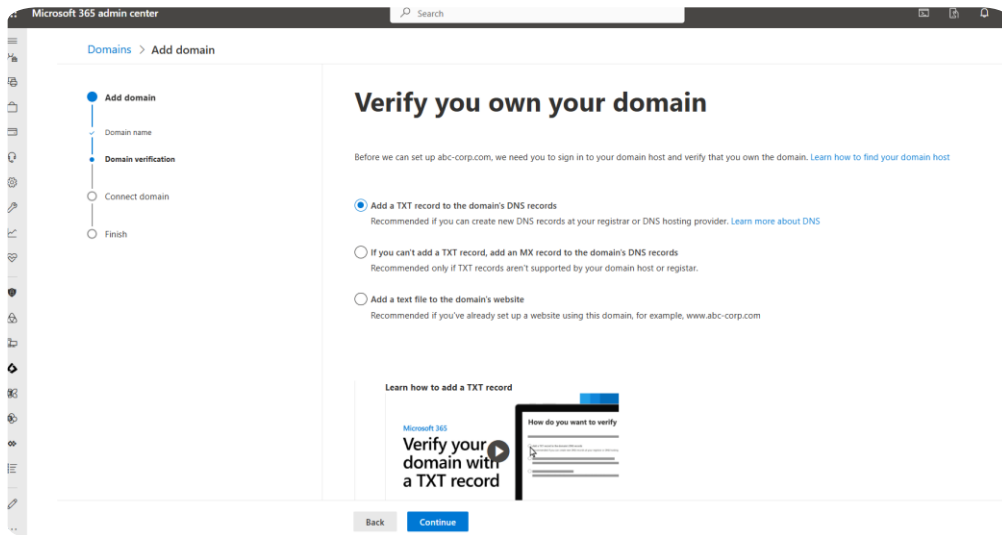 Microsoft 365 admin center
Search
Domains > Add domain
Add domain
Domain name
Domain verification
Connect domain
Finish
Verify you own your domain
Before we can set up abc-corp.com, we need you to sign in to your domain host and verify that you own the domain. Learn how to find your domain host
Add a TXT record to the domain's DNS records
Recommended if you can create new DNS records at your registrar or DNS hosting provider. Learn more about DNS
If you can't add a TXT record, add an MX record to the domain's DNS records
Recommended only if TXT records aren't supported by your domain host or registar.
Add a text file to the domain's website
Recommended if you've already set up a website using this domain, for example, www.abc-corp.com
Learn how to add a TXT record
Microsoft 365
Verify your
domain with
a TXT record
How do you want to verify
Back
Continue